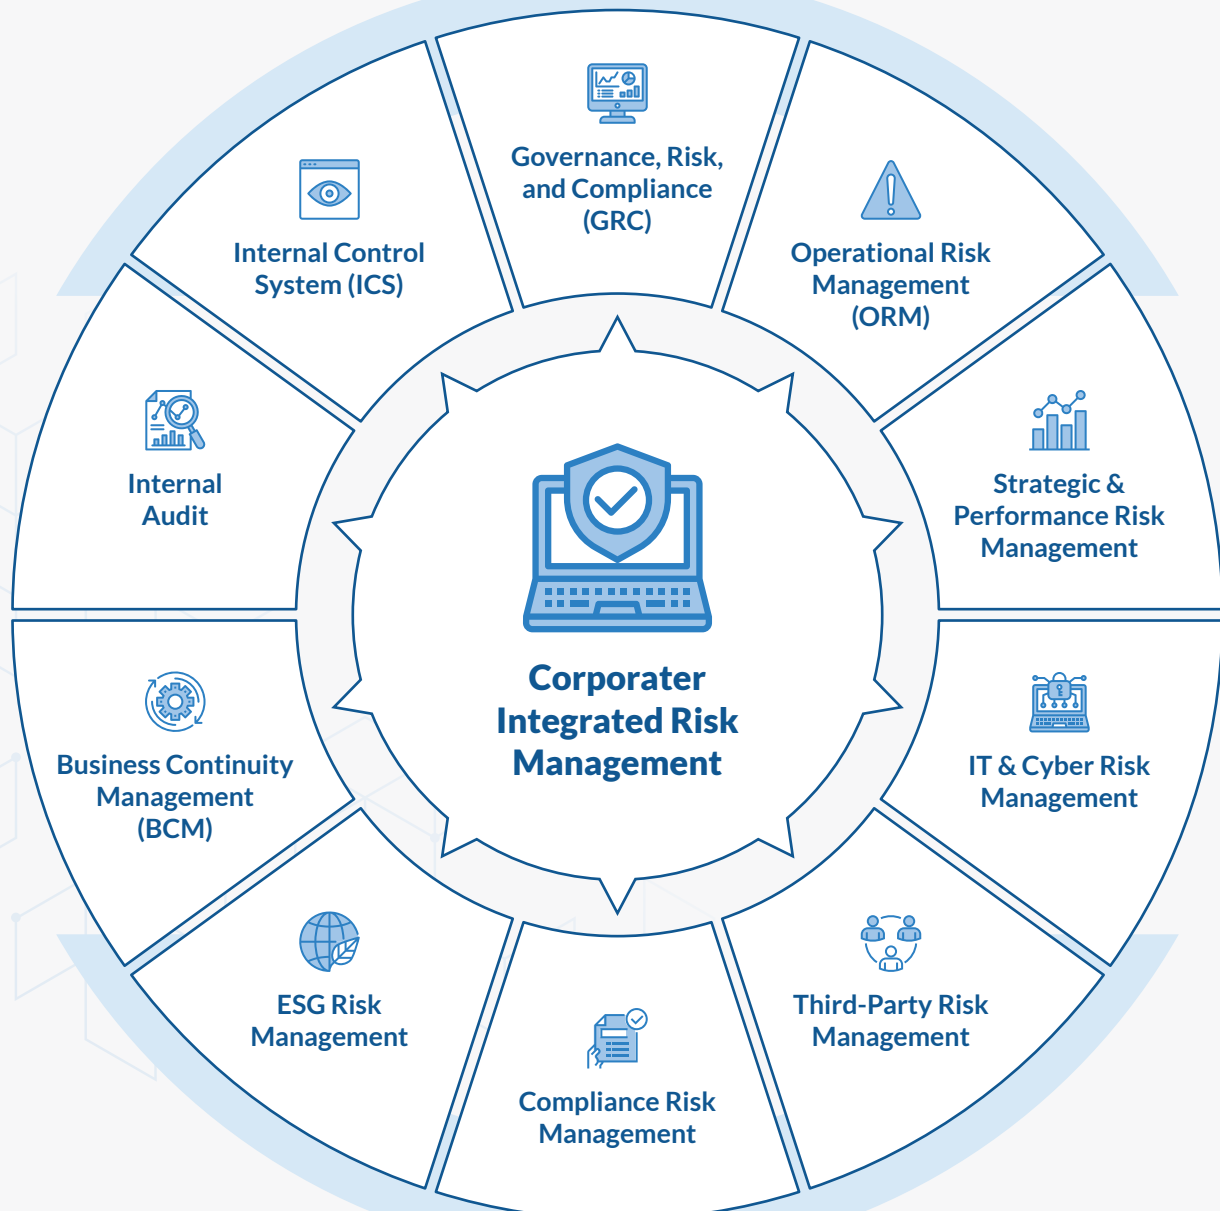 Governance, Risk,
and Compliance
(GRC)
Operational Risk
Management
(ORM)
Strategic &
Performance Risk
Management
IT & Cyber Risk
Management
Third-Party Risk
Management
Compliance Risk
Management
ESG Risk
Management
Business Continuity
Management
(BCM)
Internal
Audit
Internal Control
System (ICS)
Corporater
Integrated Risk
Management